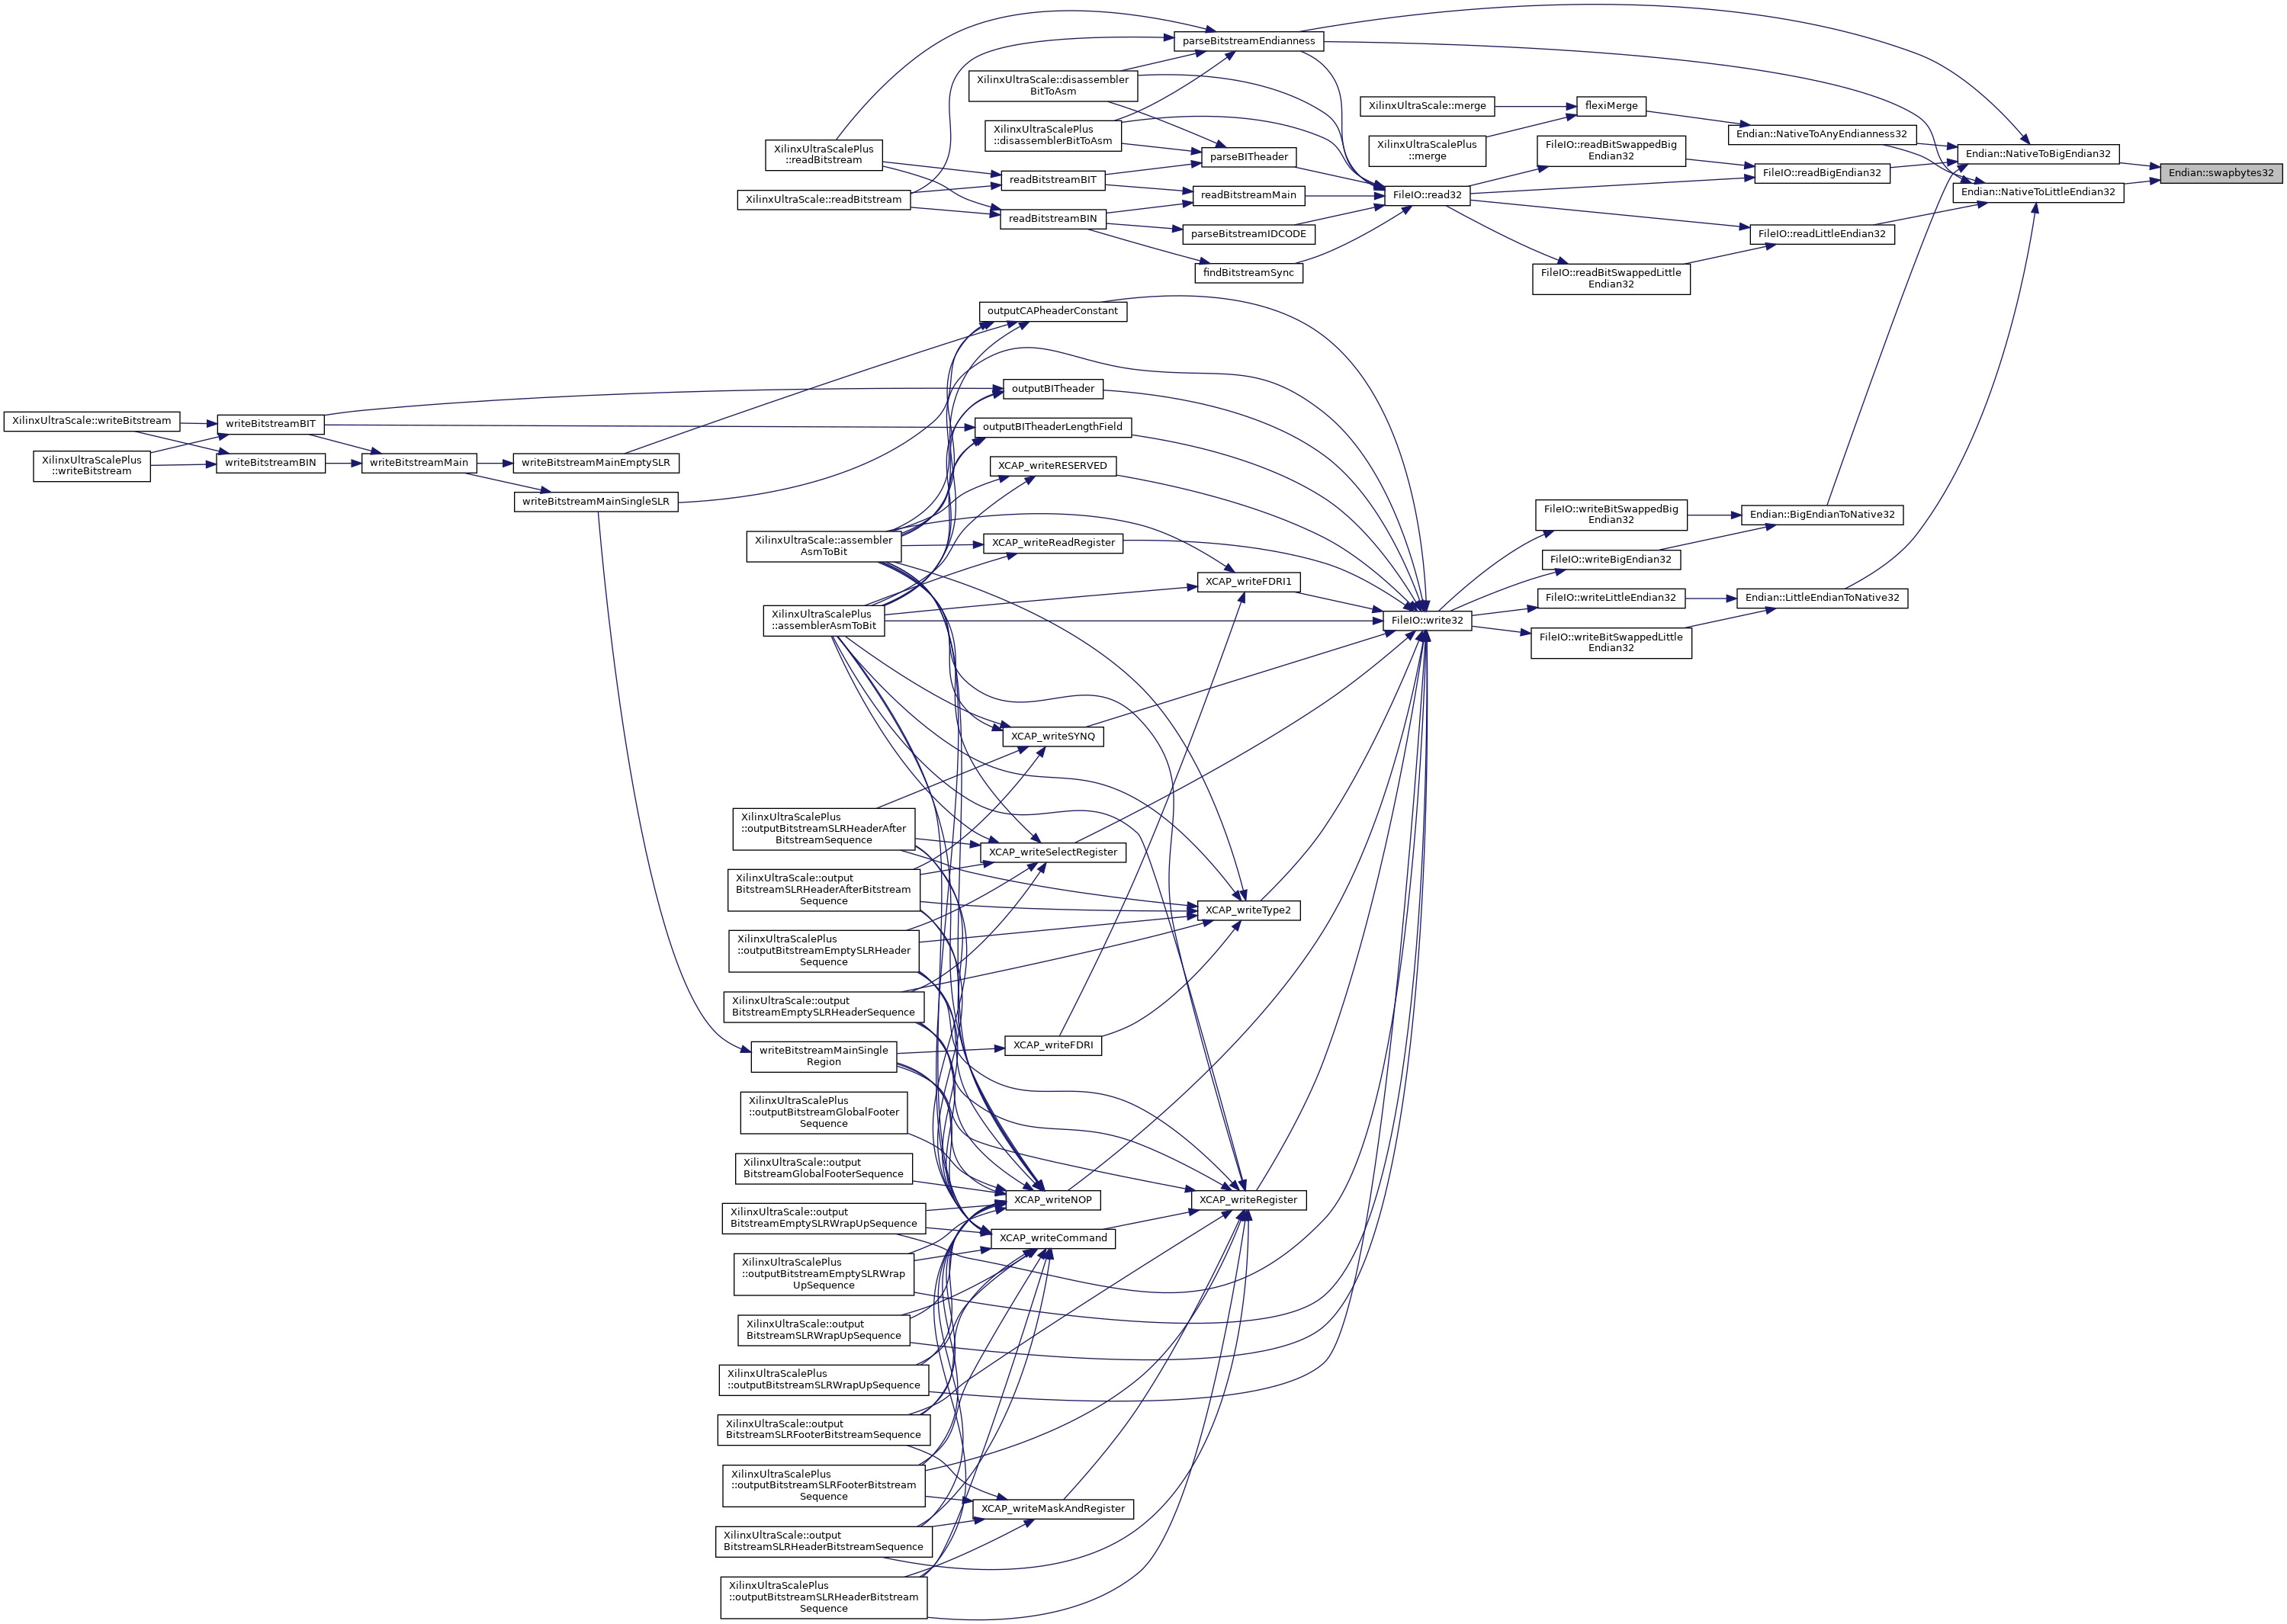 parseBitstreamEndianness
XilinxUltraScale::disassembler
BitToAsm
XilinxUltraScale::merge
flexiMerge
XilinxUltraScalePlus
::disassemblerBitToAsm
Endian::NativeToAnyEndianness32
XilinxUltraScalePlus
::merge
FileIO::readBitSwappedBig
Endian32
XilinxUltraScalePlus
::readBitstream
parseBITheader
Endian::NativeToBigEndian32
FileIO::readBigEndian32
Endian::swapbytes32
readBitstreamBIT
XilinxUltraScale::readBitstream
readBitstreamMain
FileIO::read32
Endian::NativeToLittleEndian32
readBitstreamBIN
parseBitstreamIDCODE
FileIO::readLittleEndian32
findBitstreamSync
FileIO::readBitSwappedLittle
Endian32
outputCAPheaderConstant
outputBITheader
XilinxUltraScale::writeBitstream
writeBitstreamBIT
outputBITheaderLengthField
XilinxUltraScalePlus
::writeBitstream
writeBitstreamBIN
writeBitstreamMain
writeBitstreamMainEmptySLR
XCAP_writeRESERVED
writeBitstreamMainSingleSLR
FileIO::writeBitSwappedBig
Endian32
Endian::BigEndianToNative32
XilinxUltraScale::assembler
AsmToBit
XCAP_writeReadRegister
FileIO::writeBigEndian32
XCAP_writeFDRI1
FileIO::writeLittleEndian32
Endian::LittleEndianToNative32
XilinxUltraScalePlus
::assemblerAsmToBit
FileIO::write32
FileIO::writeBitSwappedLittle
Endian32
XCAP_writeSYNQ
XilinxUltraScalePlus
::outputBitstreamSLRHeaderAfter
BitstreamSequence
XCAP_writeSelectRegister
XilinxUltraScale::output
BitstreamSLRHeaderAfterBitstream
Sequence
XCAP_writeType2
XilinxUltraScalePlus
::outputBitstreamEmptySLRHeader
Sequence
XilinxUltraScale::output
BitstreamEmptySLRHeaderSequence
XCAP_writeFDRI
writeBitstreamMainSingle
Region
XilinxUltraScalePlus
::outputBitstreamGlobalFooter
Sequence
XilinxUltraScale::output
BitstreamGlobalFooterSequence
XCAP_writeNOP
XCAP_writeRegister
XilinxUltraScale::output
BitstreamEmptySLRWrapUpSequence
XCAP_writeCommand
XilinxUltraScalePlus
::outputBitstreamEmptySLRWrap
UpSequence
XilinxUltraScale::output
BitstreamSLRWrapUpSequence
XilinxUltraScalePlus
::outputBitstreamSLRWrapUpSequence
XilinxUltraScale::output
BitstreamSLRFooterBitstreamSequence
XilinxUltraScalePlus
::outputBitstreamSLRFooterBitstream
Sequence
XCAP_writeMaskAndRegister
XilinxUltraScale::output
BitstreamSLRHeaderBitstreamSequence
XilinxUltraScalePlus
::outputBitstreamSLRHeaderBitstream
Sequence